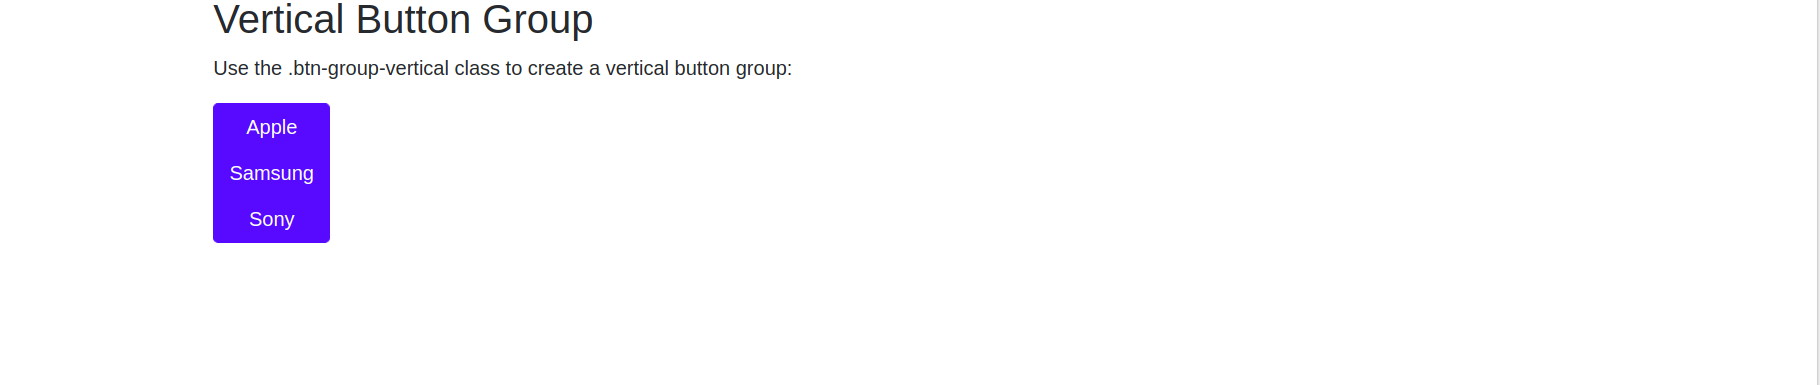 Vertical Button Group
Use the .btn-group-vertical class to create a vertical button group:
Apple
Samsung
Sony